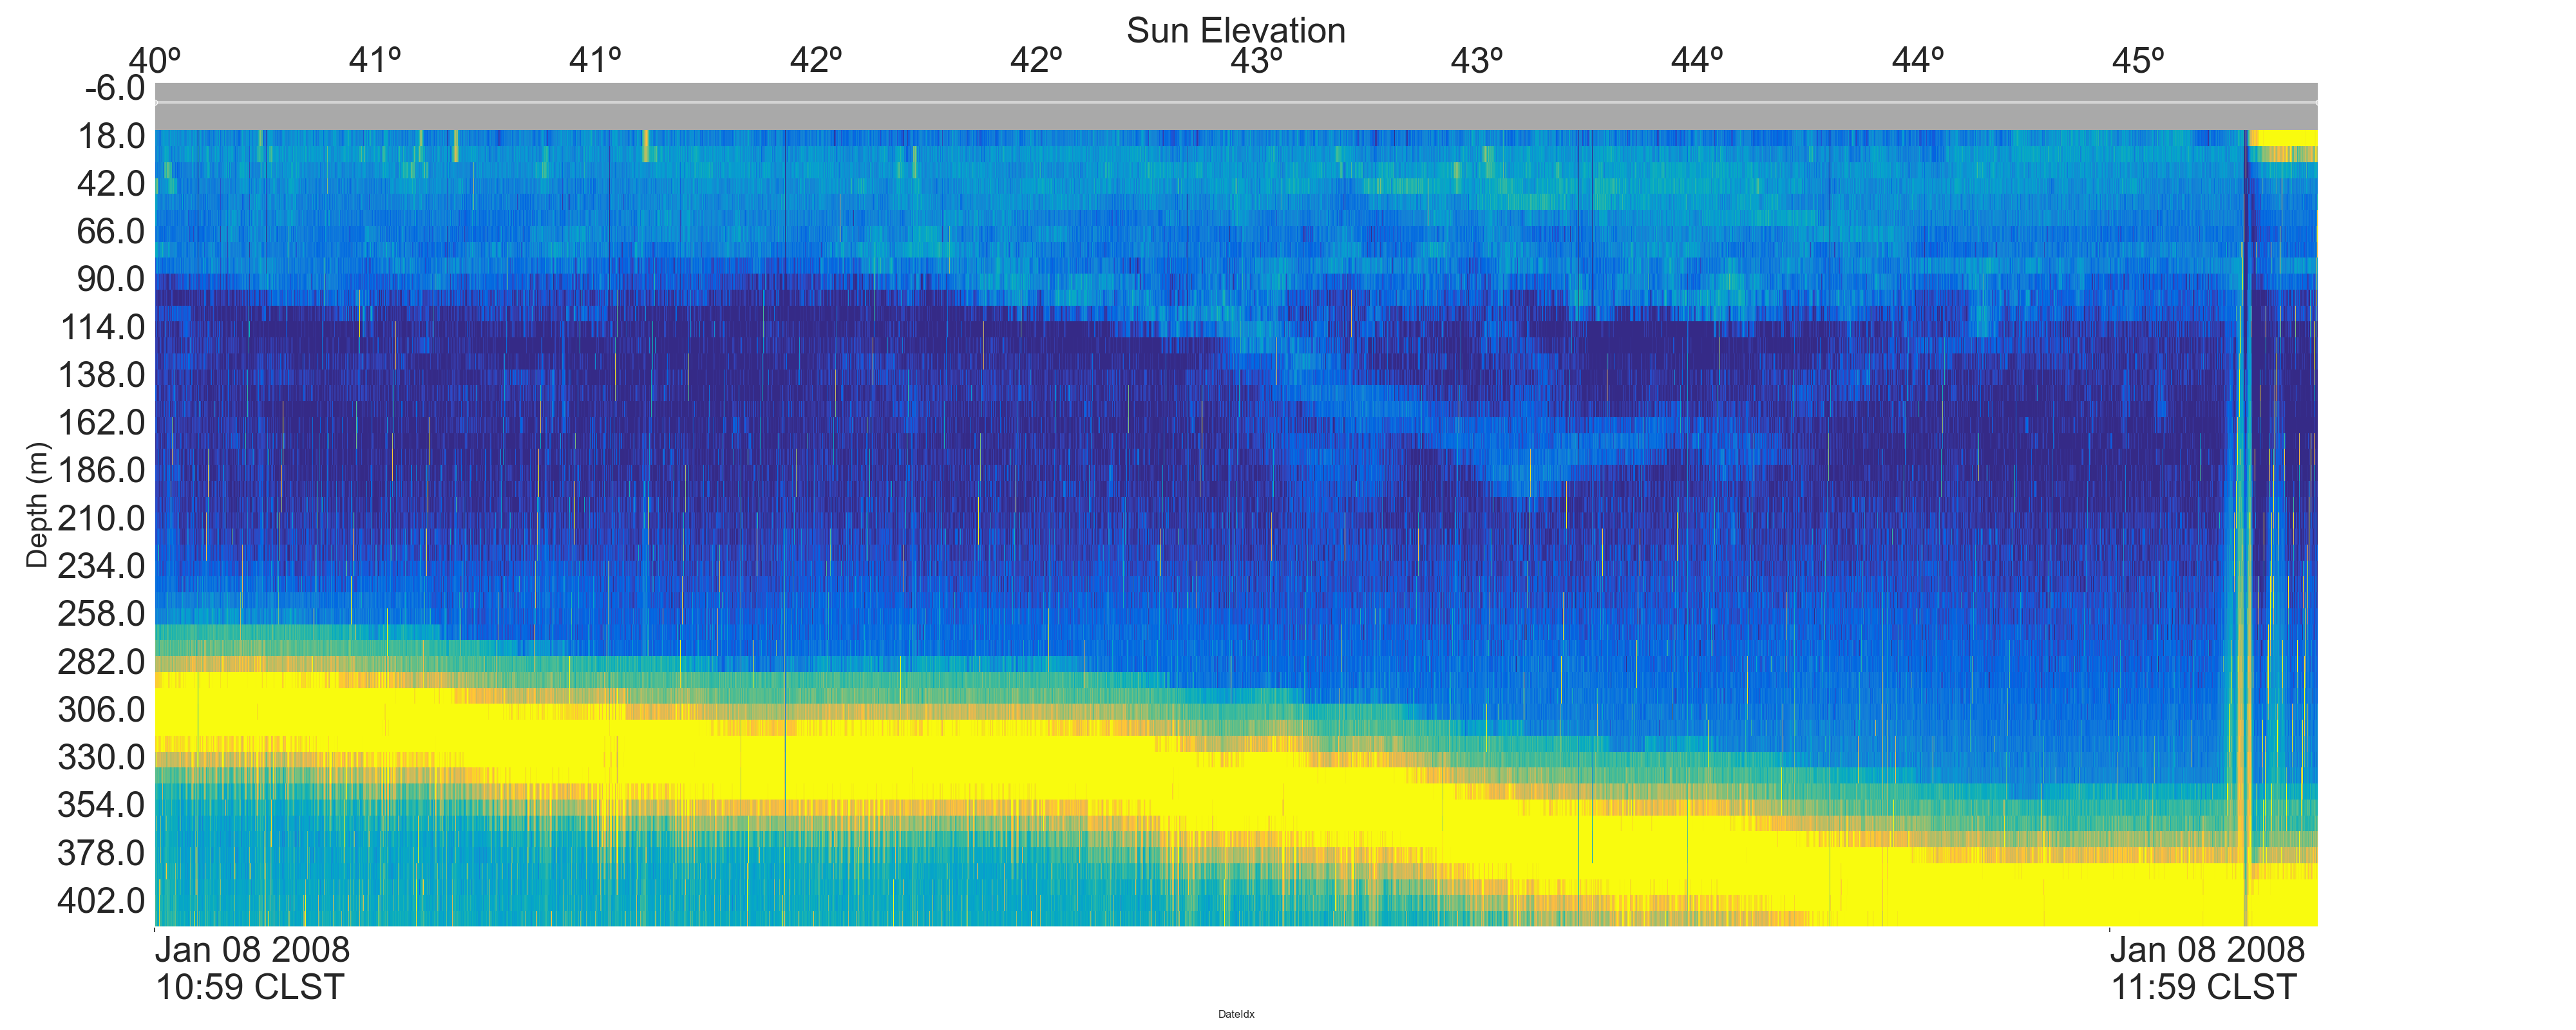 Sun Elevation
40º 41º 41º 42º 42º 43º 43º 44º 44º 45º
-6.0
18.0
42.0
66.0
90.0
114.0
138.0
162.0
186.0
210.0
234.0
258.0
282.0
306.0
330.0
354.0
378.0
402.0
Depth (m)
Jan 08 2008
10:59 CLST
Jan 08 2008
11:59 CLST
DateIdx